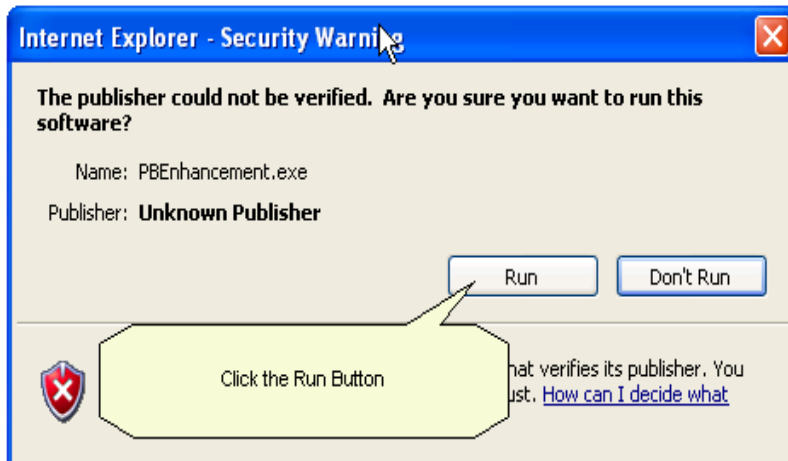 Internet Explorer - Security Warning
The publisher could not be verified. Are you sure you want to run this
software?
Name: PBEnhancement.exe
Publisher: Unknown Publisher
Run
Don't Run
Click the Run Button
that verifies its publisher. You
How can I decide what